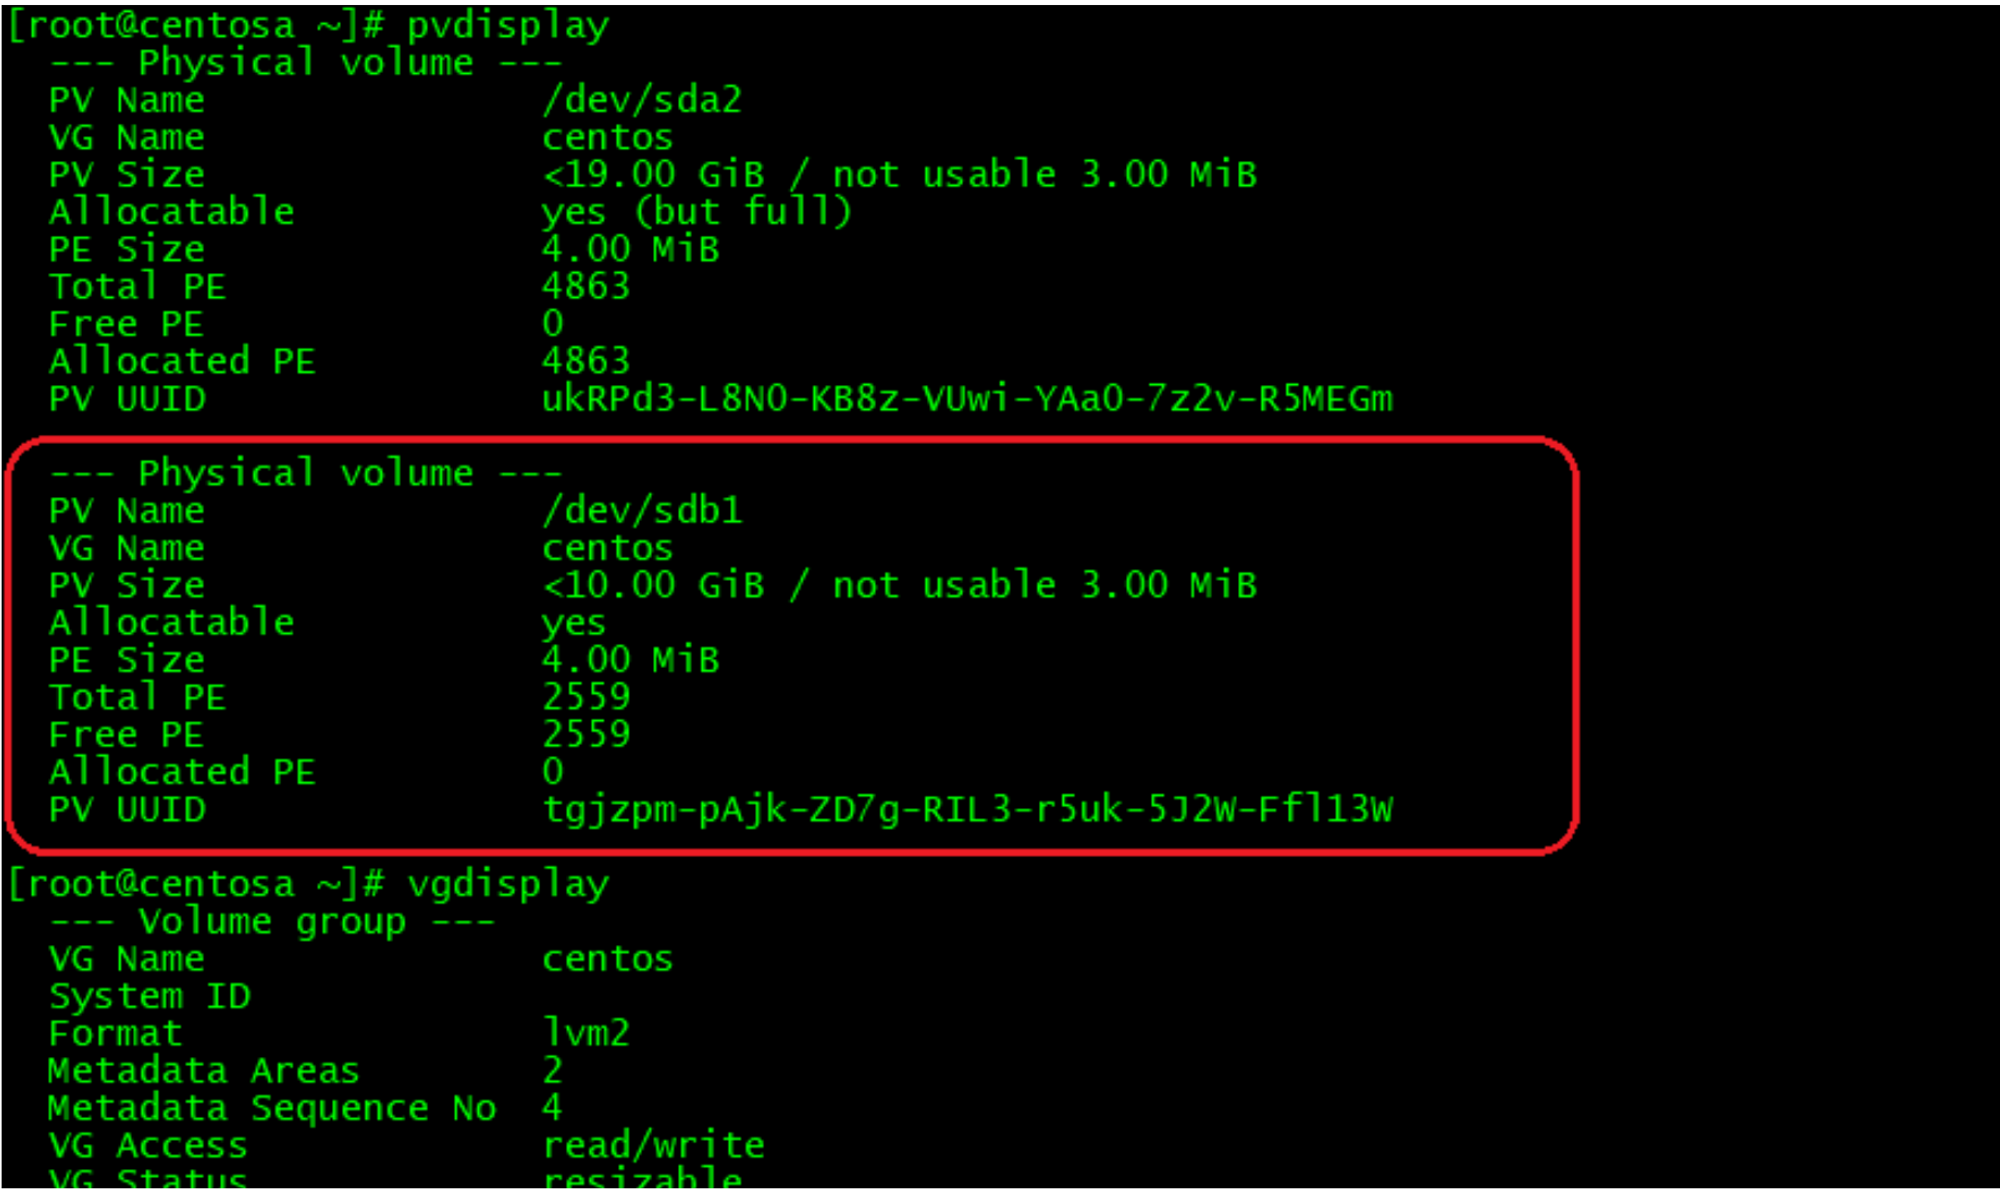 [root@centosa ~]# pvdisplay
--- Physical volume ---
PV Name /dev/sda2
VG Name centos
PV Size <19.00 GiB / not usable 3.00 MiB
Allocatable yes (but full)
PE Size 4.00 MiB
Total PE 4863
Free PE 0
Allocated PE 4863
PV UUID ukRPd3-L8N0-KB8z-VUwi-YAaO-7z2v-R5MEGm
--- Physical volume ---
PV Name /dev/sdb1
VG Name centos
PV Size <10.00 GiB / not usable 3.00 MiB
Allocatable yes
PE Size 4.00 MiB
Total PE 2559
Free PE 2559
Allocated PE 0
PV UUID tgjzpm-pAjk-ZD7g-RIL3-r5uk-5J2W-Ffl13W
[root@centosa ~]# vgdisplay
--- Volume group ---
VG Name centos
System ID
Format lvm2
Metadata Areas 2
Metadata Sequence No 4
VG Access read/write
VG Status resizable